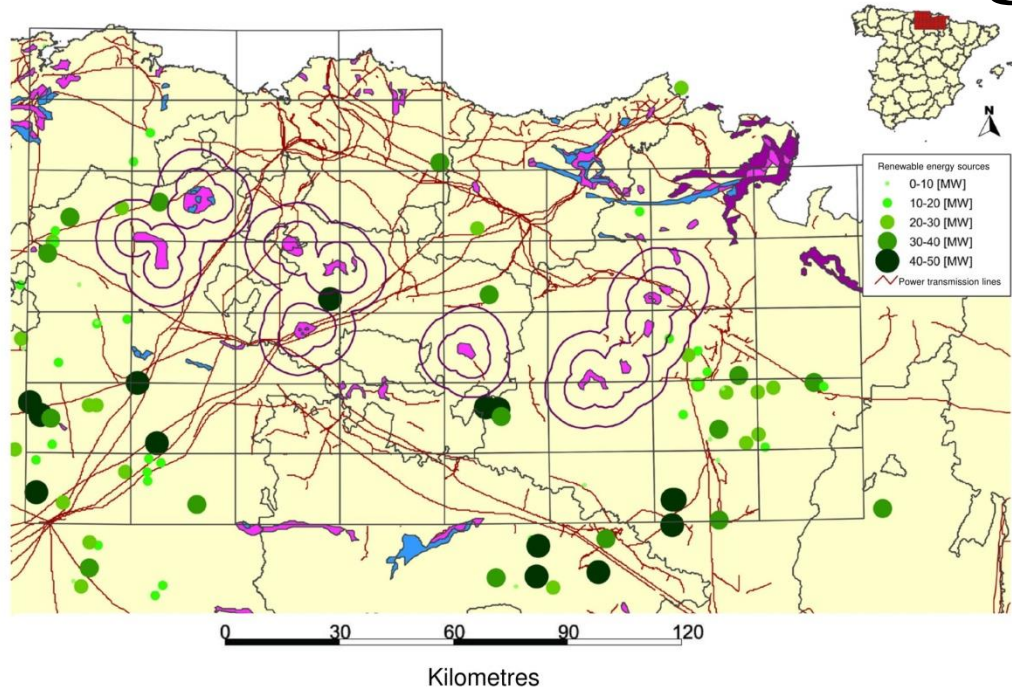 N
Renewable energy sources
0-10 [MW]
10-20 [MW]
20-30 [MW]
30-40 [MW]
40-50 [MW]
Power transmission lines
0 30 60 90 120
Kilometres